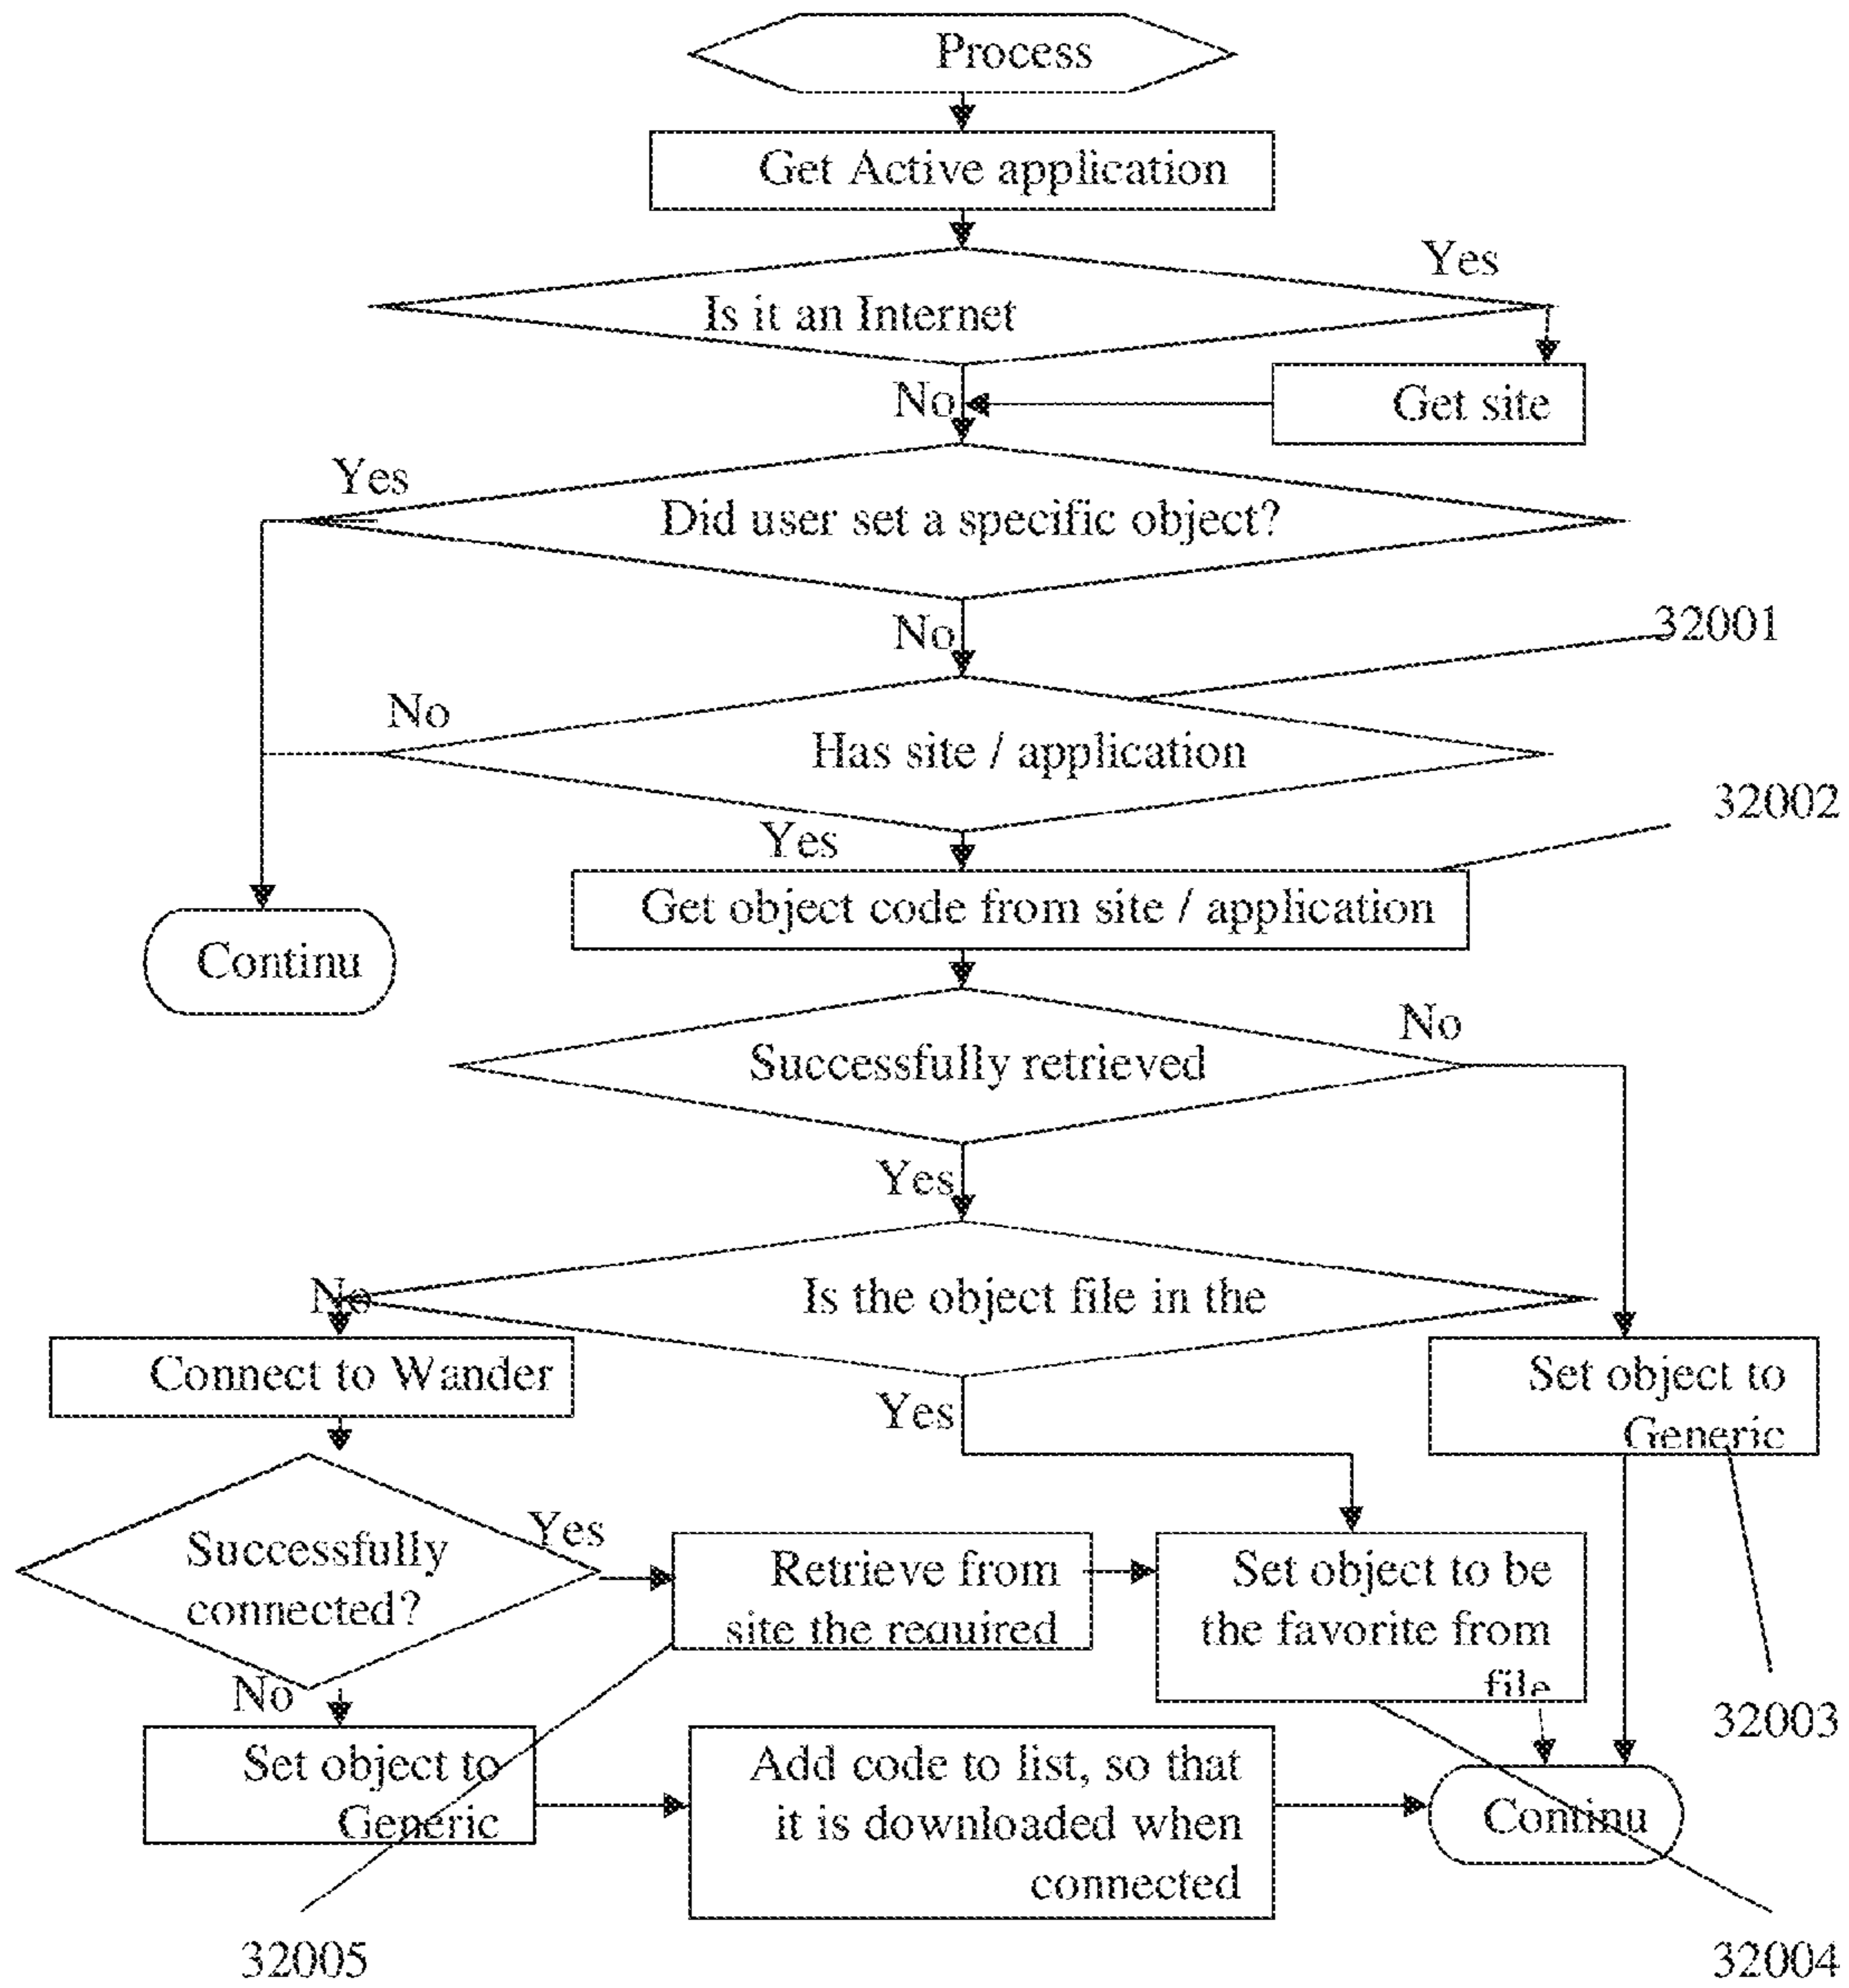 Process
Get Active application
Yes
Is it an Internet
No
Get site
Yes
Did user set a specific object?
No
32001
No
Has site / application
32002
Yes
Get object code from site / application
Continu
No
Successfully retrieved
Yes
No
Is the object file in the
Connect to Wander
Yes
Set object to
Generic
Successfully
connected?
Yes
Retrieve from
site the required
Set object to be
the favorite from
file
No
32003
Set object to
Generic
Add code to list, so that
it is downloaded when
connected
Continu
32005
32004